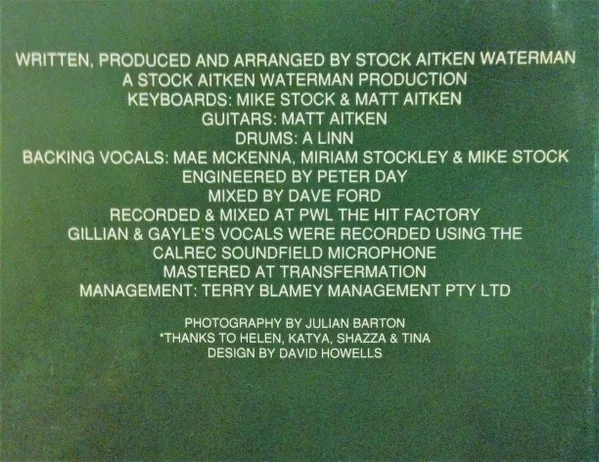 WRITTEN, PRODUCED AND ARRANGED BY STOCK AITKEN WATERMAN
A STOCK AITKEN WATERMAN PRODUCTION
KEYBOARDS: MIKE STOCK & MATT AITKEN
GUITARS: MATT AITKEN
DRUMS: A LINN
BACKING VOCALS: MAE MCKENNA, MIRIAM STOCKLEY & MIKE STOCK
ENGINEERED BY PETER DAY
MIXED BY DAVE FORD
RECORDED & MIXED AT PWL THE HIT FACTORY
GILLIAN & GAYLE'S VOCALS WERE RECORDED USING THE
CALREC SOUNDFIELD MICROPHONE
MASTERED AT TRANSFERMATION
MANAGEMENT: TERRY BLAMEY MANAGEMENT PTY LTD
PHOTOGRAPHY BY JULIAN BARTON
*THANKS TO HELEN, KATYA, SHAZZA & TINA
DESIGN BY DAVID HOWELLS